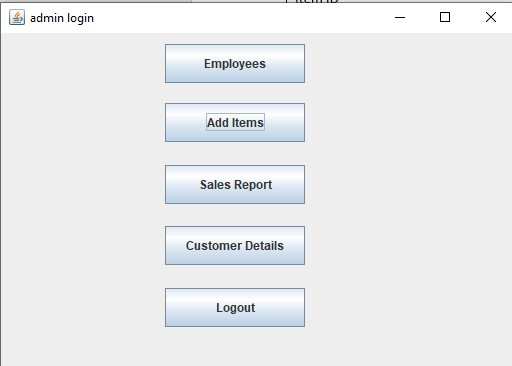 admin login
Employees
Add Items
Sales Report
Customer Details
Logout